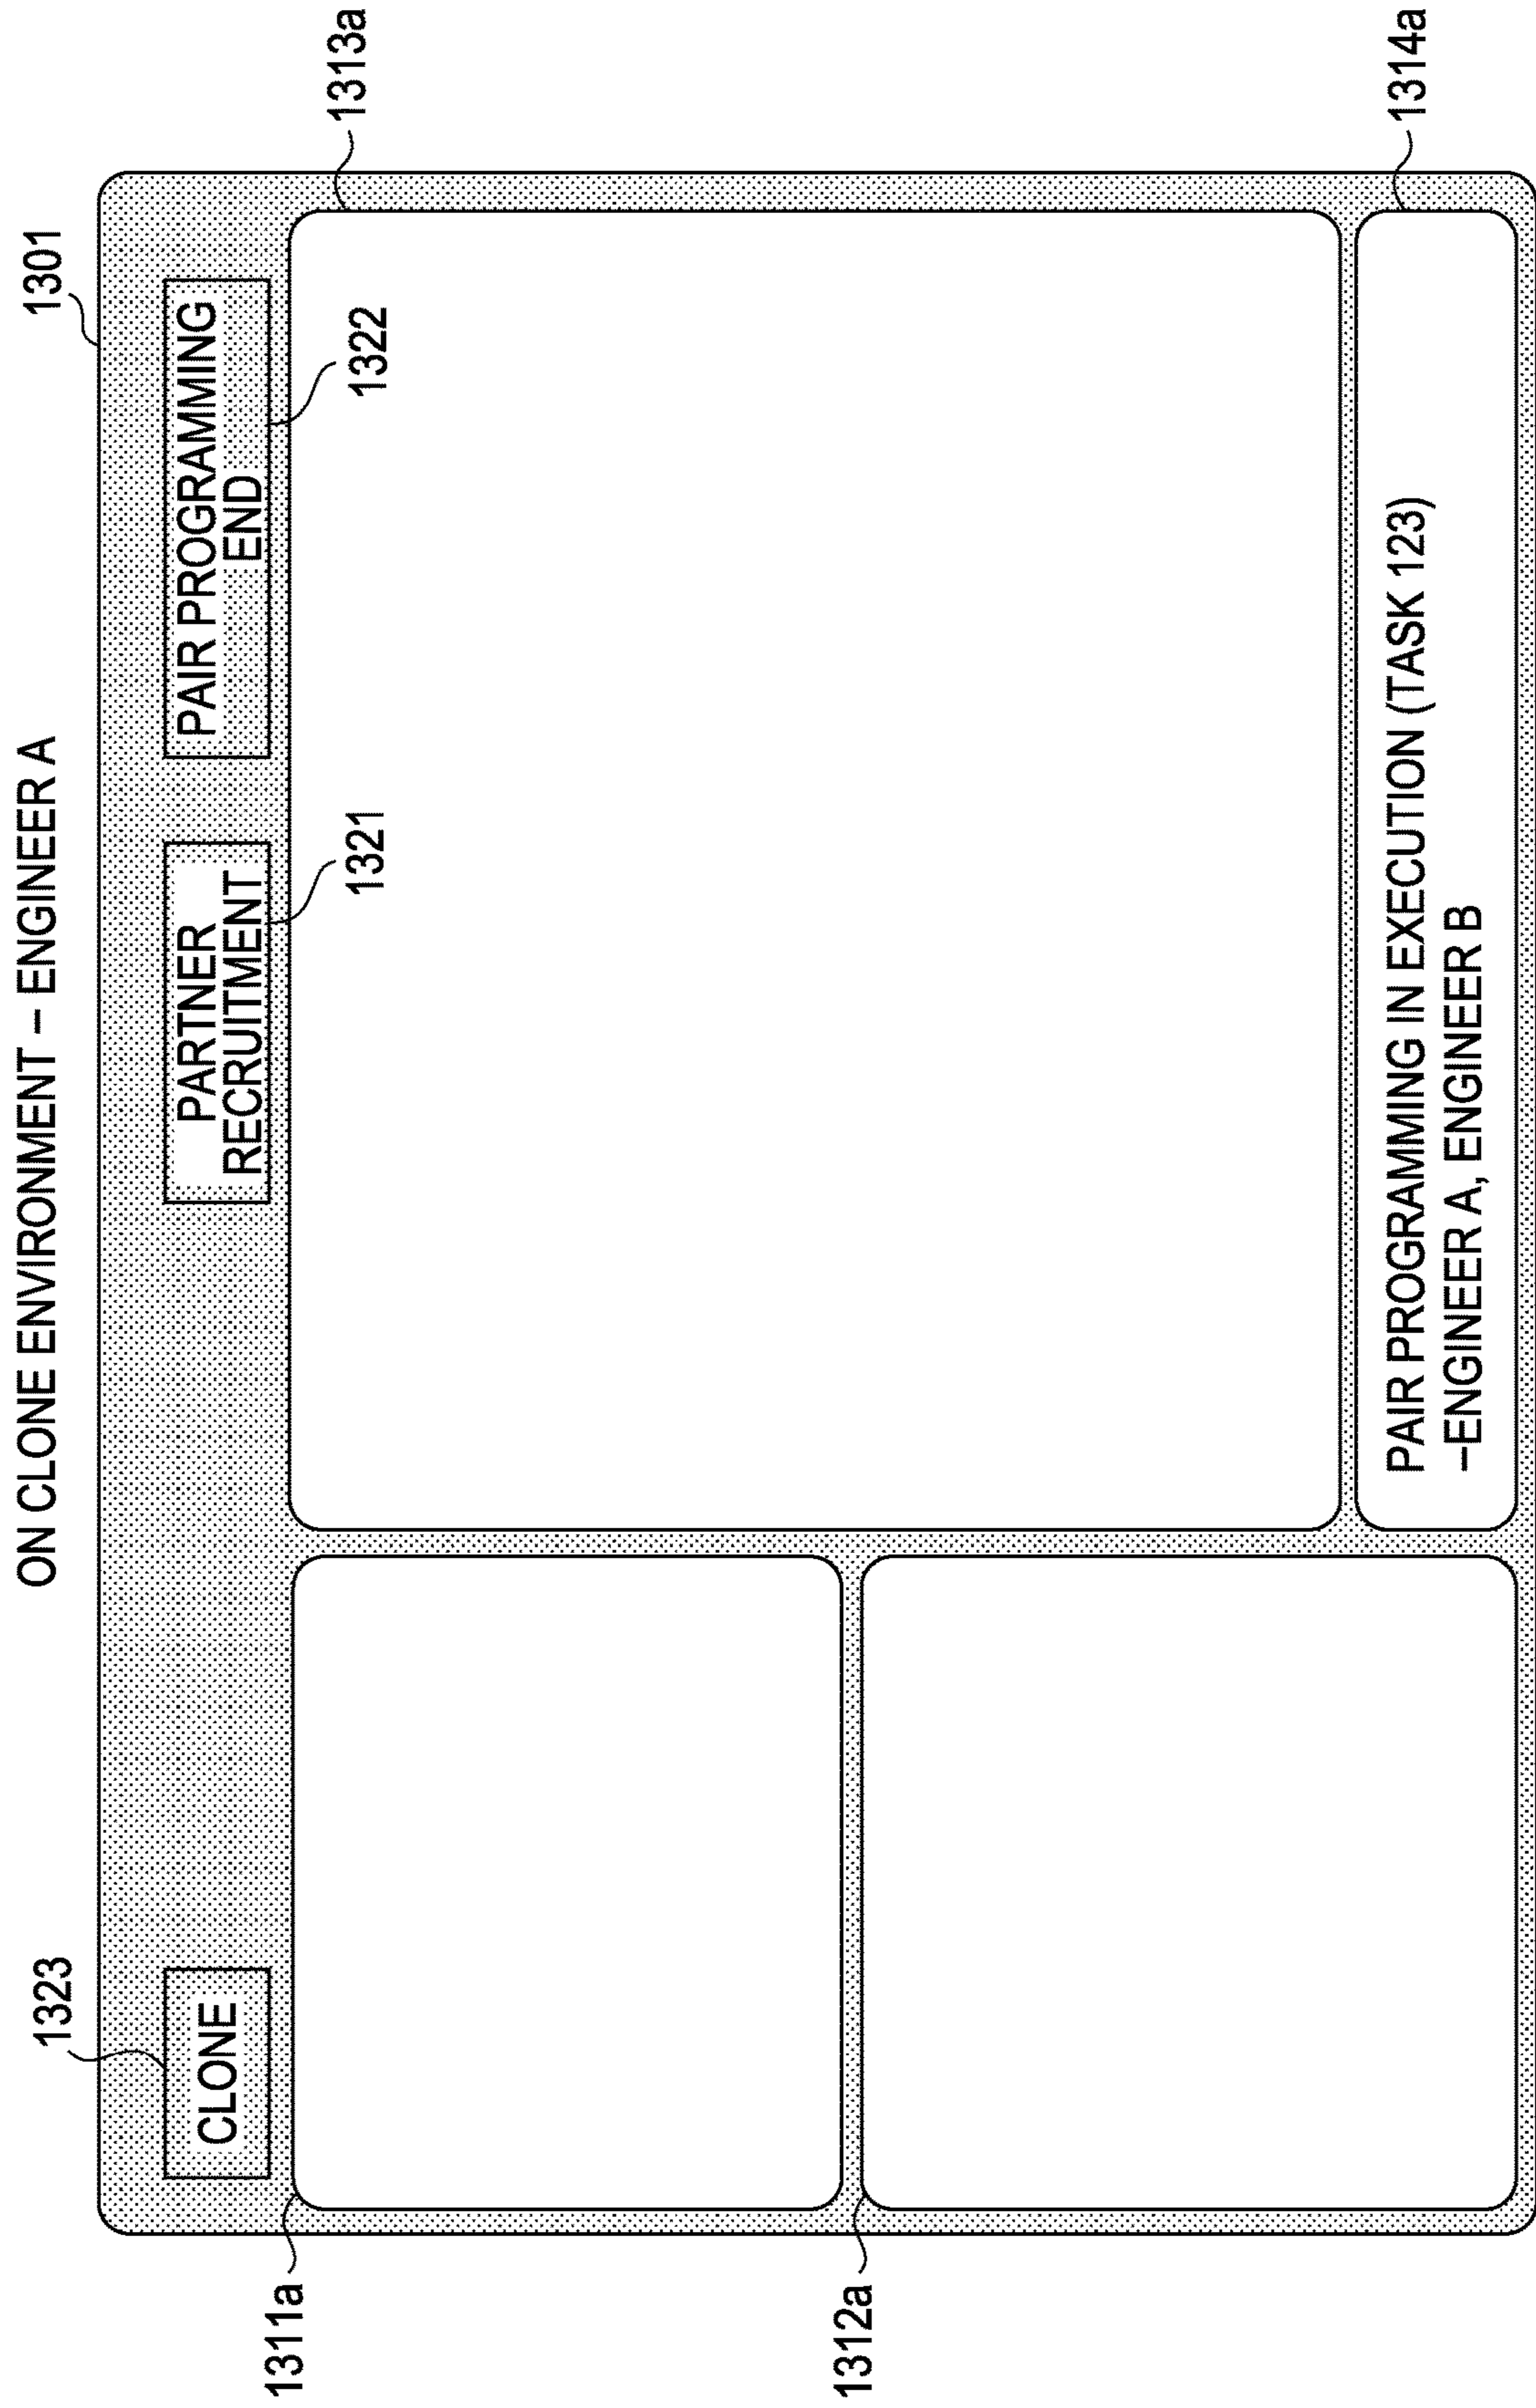 ON CLONE ENVIRONMENT – ENGINEER A
1323
1301
CLONE
PARTNER
RECRUITMENT
PAIR PROGRAMMING
END
1321
1322
1311a
1313a
1312a
PAIR PROGRAMMING IN EXECUTION (TASK 123)
–ENGINEER A, ENGINEER B
1314a